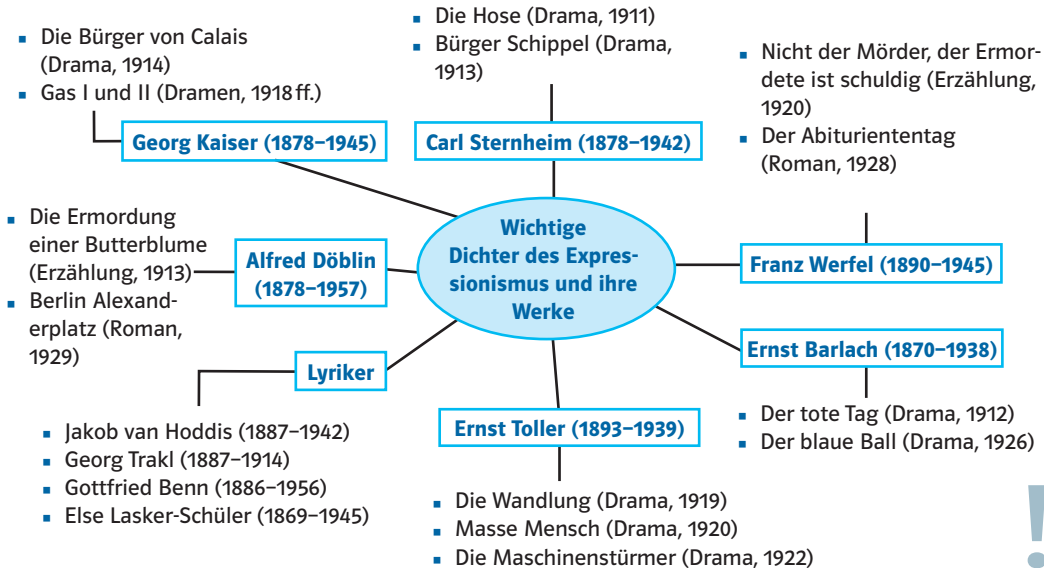 Die Bürger von Calais
(Drama, 1914)
Gas I und II (Dramen, 1918 ff.)
Georg Kaiser (1878–1945)
Die Hose (Drama, 1911)
Bürger Schippel (Drama,
1913)
Carl Sternheim (1878–1942)
Nicht der Mörder, der Ermor-
dete ist schuldig (Erzählung,
1920)
Der Abituriententag
(Roman, 1928)
Franz Werfel (1890–1945)
Wichtige
Dichter des Expres-
sionismus und ihre
Werke
Die Ermordung
einer Butterblume
(Erzählung, 1913)
Berlin Alexand-
erplatz (Roman,
1929)
Alfred Döblin
(1878–1957)
Lyriker
Jakob van Hoddis (1887–1942)
Georg Trakl (1887–1914)
Gottfried Benn (1886–1956)
Else Lasker-Schüler (1869–1945)
Ernst Toller (1893–1939)
Die Wandlung (Drama, 1919)
Masse Mensch (Drama, 1920)
Die Maschinenstürmer (Drama, 1922)
Ernst Barlach (1870–1938)
Der tote Tag (Drama, 1912)
Der blaue Ball (Drama, 1926)
!